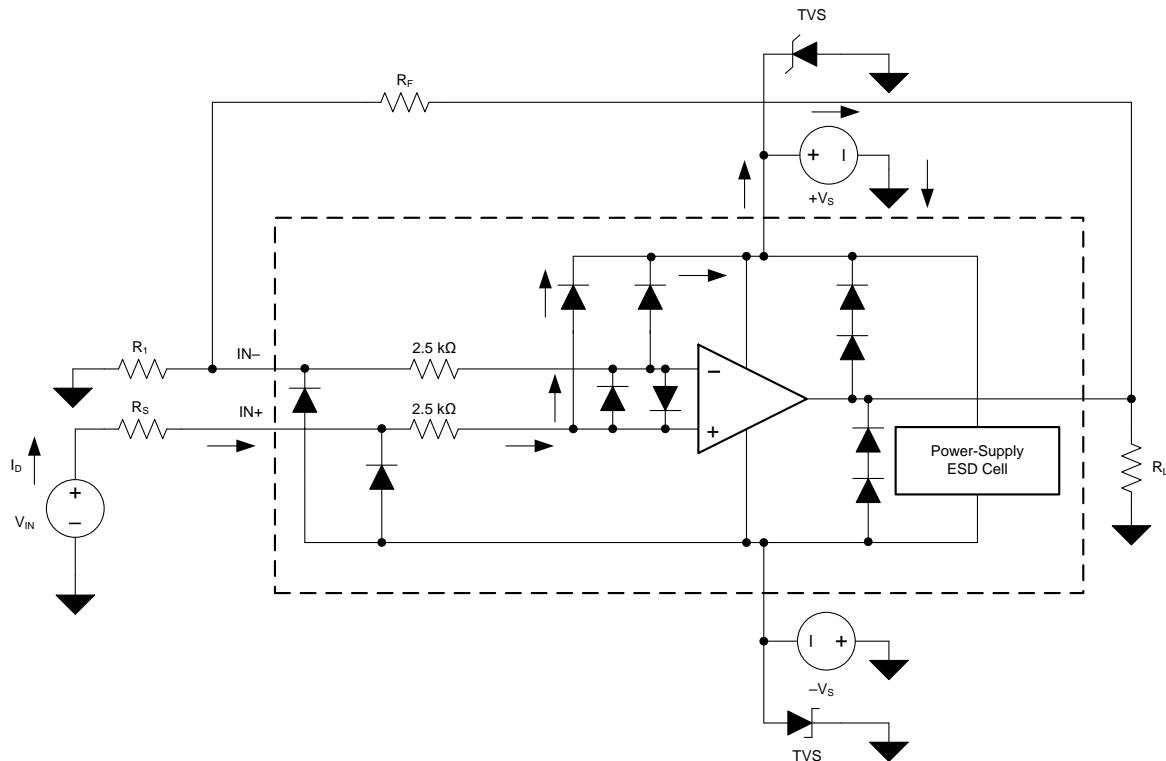 TVS
R_F
+ I
+V_S
R_1
IN–
2.5 kΩ
–
R_S
IN+
2.5 kΩ
+
I_D
+
V_IN
–
Power-Supply
ESD Cell
R_L
I +
–V_S
TVS